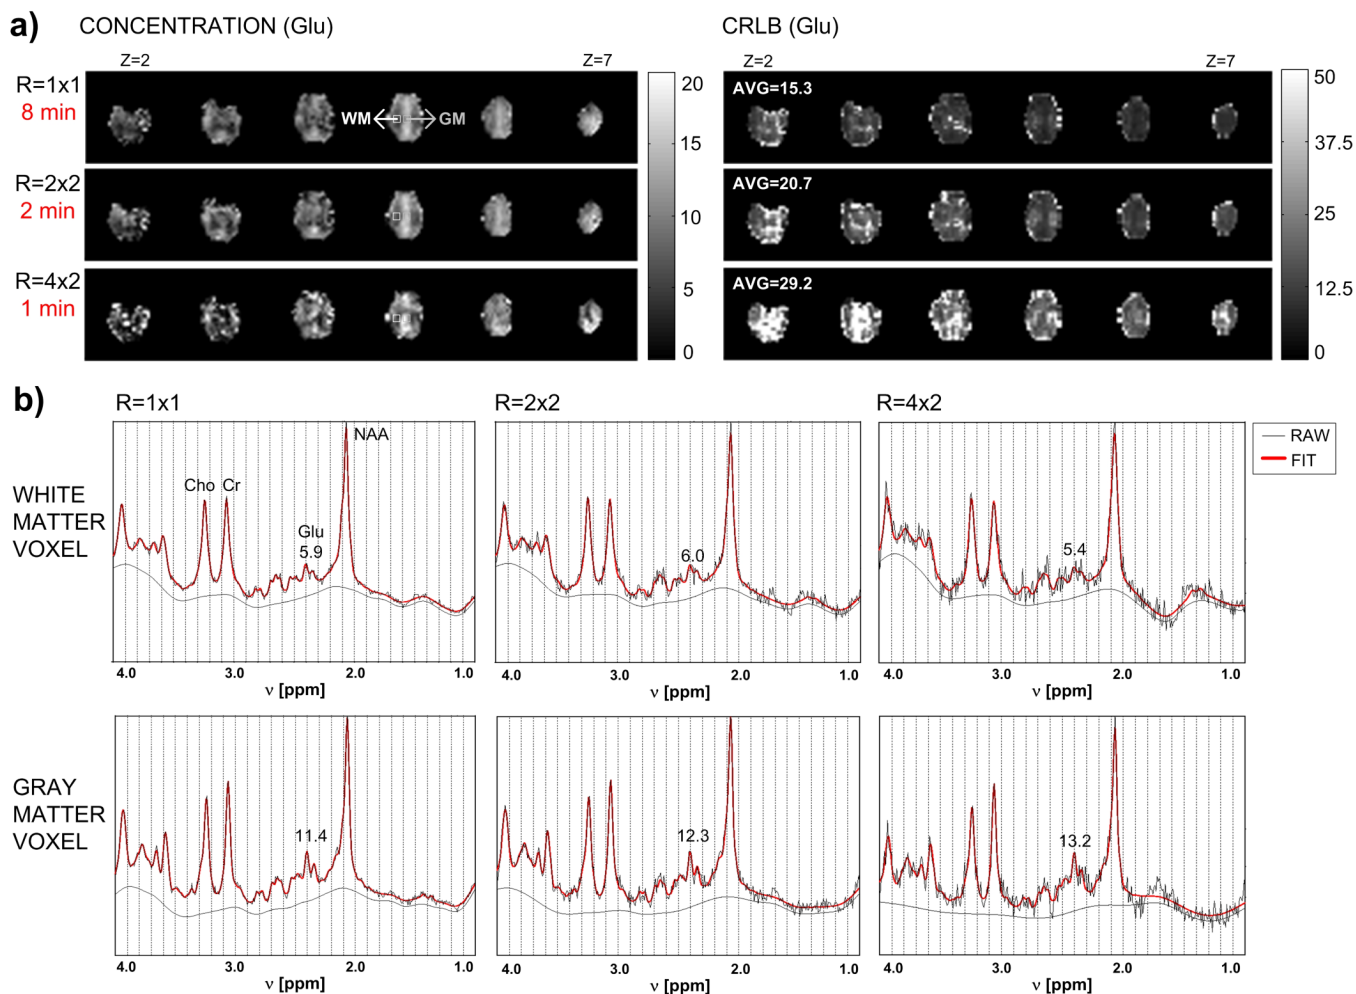 a) CONCENTRATION (Glu) CRLB (Glu)
Z=2 Z=7 Z=2 Z=7
R=1x1
8 min
WM GM
AVG=15.3
R=2x2
2 min
AVG=20.7
R=4x2
1 min
AVG=29.2
20
15
10
5
0
50
37.5
25
12.5
0
b) R=1x1 R=2x2 R=4x2
RAW
FIT
WHITE
MATTER
VOXEL
NAA
Cho Cr
Glu
5.9
6.0
5.4
4.0 3.0 2.0 1.0
ν [ppm]
4.0 3.0 2.0 1.0
ν [ppm]
4.0 3.0 2.0 1.0
ν [ppm]
GRAY
MATTER
VOXEL
11.4
12.3
13.2
4.0 3.0 2.0 1.0
ν [ppm]
4.0 3.0 2.0 1.0
ν [ppm]
4.0 3.0 2.0 1.0
ν [ppm]